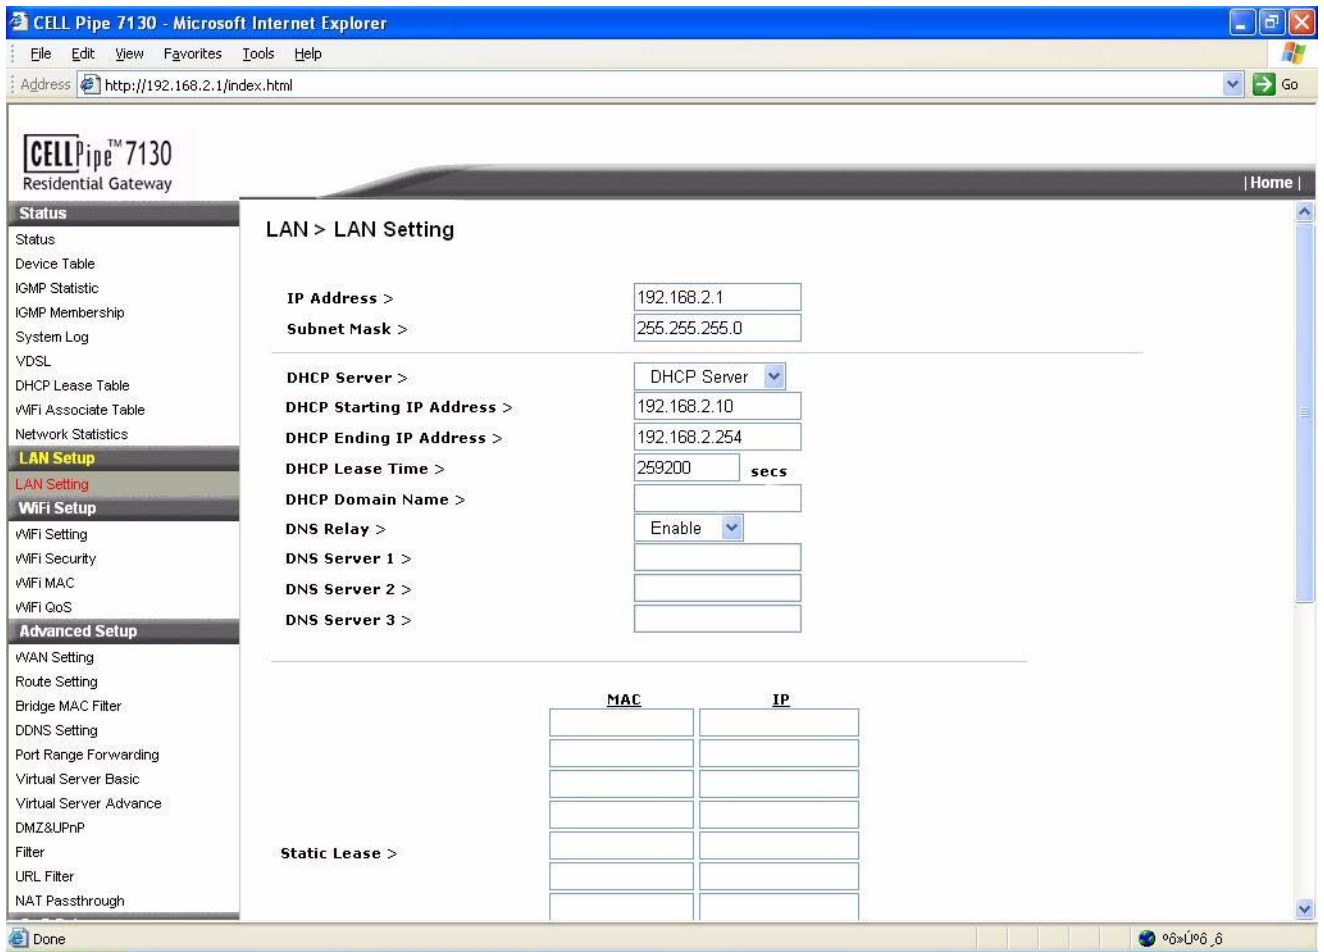 CELL Pipe 7130 - Microsoft Internet Explorer
File Edit View Favorites Tools Help
Address http://192.168.2.1/index.html Go
CELLPipe™ 7130
Residential Gateway
| Home |
Status
Status
Device Table
IGMP Statistic
IGMP Membership
System Log
VDSL
DHCP Lease Table
WiFi Associate Table
Network Statistics
LAN Setup
LAN Setting
WiFi Setup
WiFi Setting
WiFi Security
WiFi MAC
WiFi QoS
Advanced Setup
WAN Setting
Route Setting
Bridge MAC Filter
DDNS Setting
Port Range Forwarding
Virtual Server Basic
Virtual Server Advance
DMZ&UPnP
Filter
URL Filter
NAT Passthrough
LAN > LAN Setting
IP Address > 192.168.2.1
Subnet Mask > 255.255.255.0
DHCP Server > DHCP Server
DHCP Starting IP Address > 192.168.2.10
DHCP Ending IP Address > 192.168.2.254
DHCP Lease Time > 259200 secs
DHCP Domain Name >
DNS Relay > Enable
DNS Server 1 >
DNS Server 2 >
DNS Server 3 >
MAC IP
Static Lease >
Done